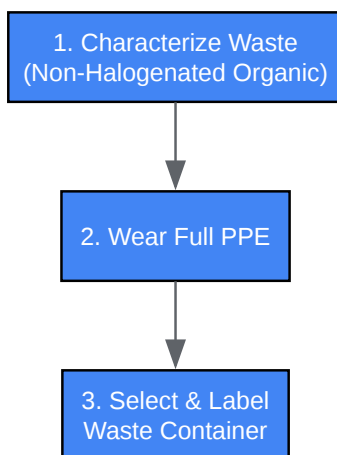 1. Characterize Waste
(Non-Halogenated Organic)
2. Wear Full PPE
3. Select & Label
Waste Container